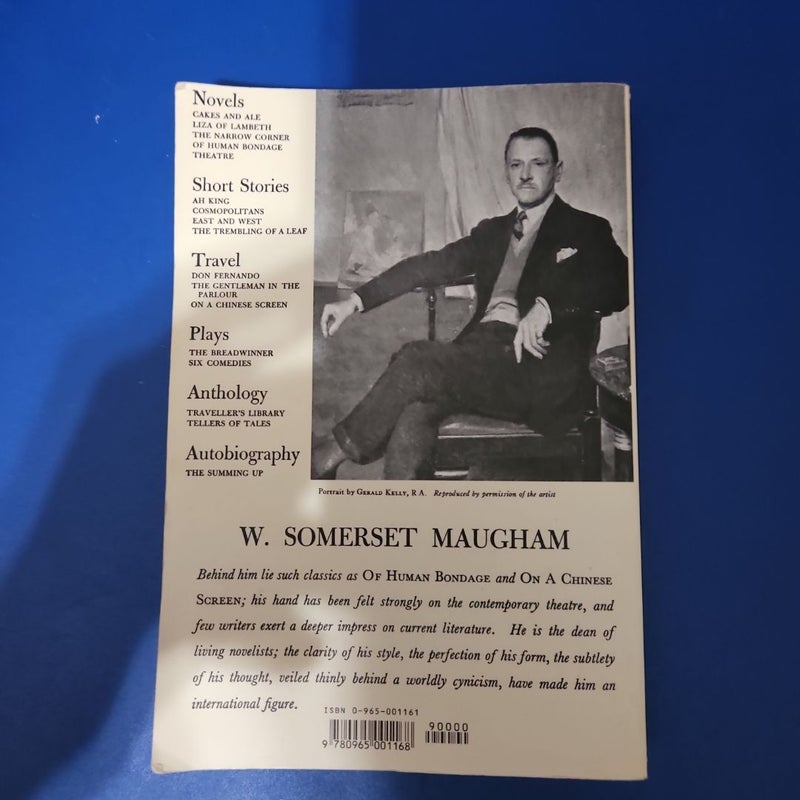 Novels
CAKES AND ALE
LIZA OF LAMBETH
THE NARROW CORNER
OF HUMAN BONDAGE
THEATRE
Short Stories
AH KING
COSMOPOLITANS
EAST AND WEST
THE TREMBLING OF A LEAF
Travel
DON FERNANDO
THE GENTLEMAN IN THE
PARLOUR
ON A CHINESE SCREEN
Plays
THE BREADWINNER
SIX COMEDIES
Anthology
TRAVELLER'S LIBRARY
TELLERS OF TALES
Autobiography
THE SUMMING UP
Portrait by GERALD KELLY, R A. Reproduced by permission of the artist
W. SOMERSET MAUGHAM
Behind him lie such classics as OF HUMAN BONDAGE and ON A CHINESE
SCREEN; his hand has been felt strongly on the contemporary theatre, and
few writers exert a deeper impress on current literature. He is the dean of
living novelists; the clarity of his style, the perfection of his form, the subtlety
of his thought, veiled thinly behind a worldly cynicism, have made him an
international figure.
ISBN 0-965-001161
90000
9 780965 001168